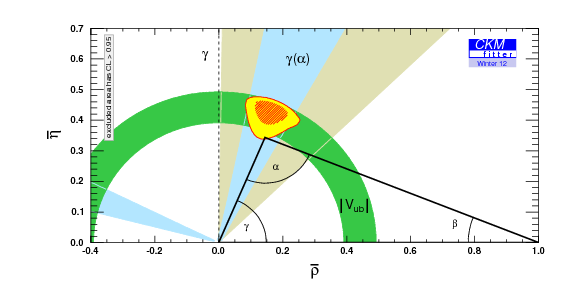 0.7
0.6
0.5
0.4
0.3
0.2
0.1
0.0
η̄
excluded area has CL > 0.95
γ
γ(α)
CKM
fitter
Winter 12
α
|V_ub|
γ
β
-0.4
-0.2
0.0
0.2
0.4
0.6
0.8
1.0
ρ̄